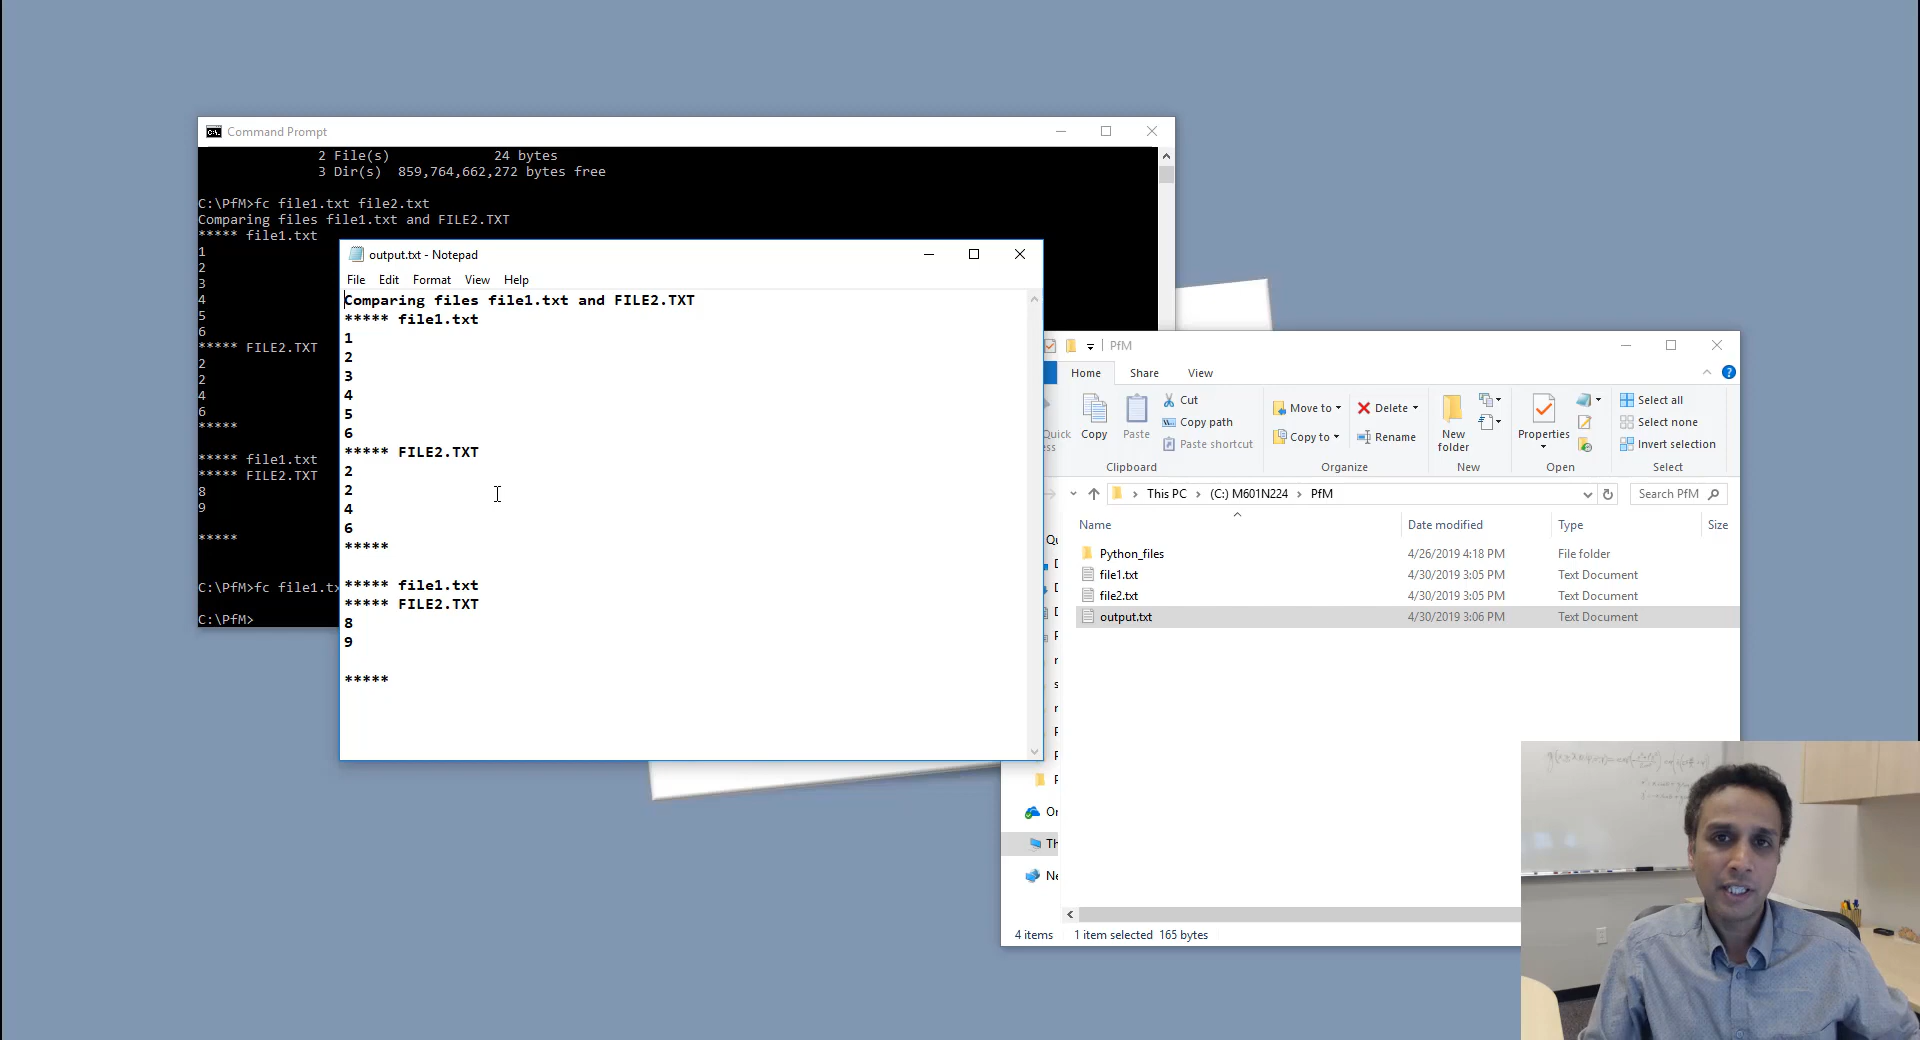 Command Prompt
2 File(s) 24 bytes
3 Dir(s) 859,764,662,272 bytes free
C:\PfM>fc file1.txt file2.txt
Comparing files file1.txt and FILE2.TXT
***** file1.txt
1
2
3
4
5
6
***** FILE2.TXT
2
2
4
6
*****
***** file1.txt
***** FILE2.TXT
8
9
*****
C:\PfM>fc file1.tx
C:\PfM>
output.txt - Notepad
File Edit Format View Help
Comparing files file1.txt and FILE2.TXT
***** file1.txt
1
2
3
4
5
6
***** FILE2.TXT
2
2
4
6
*****
***** file1.txt
***** FILE2.TXT
8
9
*****
PfM
Home Share View
Copy
Paste
Cut
Copy path
Paste shortcut
Clipboard
Move to
Copy to
Delete
Rename
Organize
New folder
New
Properties
Open
Select all
Select none
Invert selection
Select
This PC > (C:) M601N224 > PfM
Search PfM
Name Date modified Type Size
Python_files 4/26/2019 4:18 PM File folder
file1.txt 4/30/2019 3:05 PM Text Document
file2.txt 4/30/2019 3:05 PM Text Document
output.txt 4/30/2019 3:06 PM Text Document
4 items 1 item selected 165 bytes